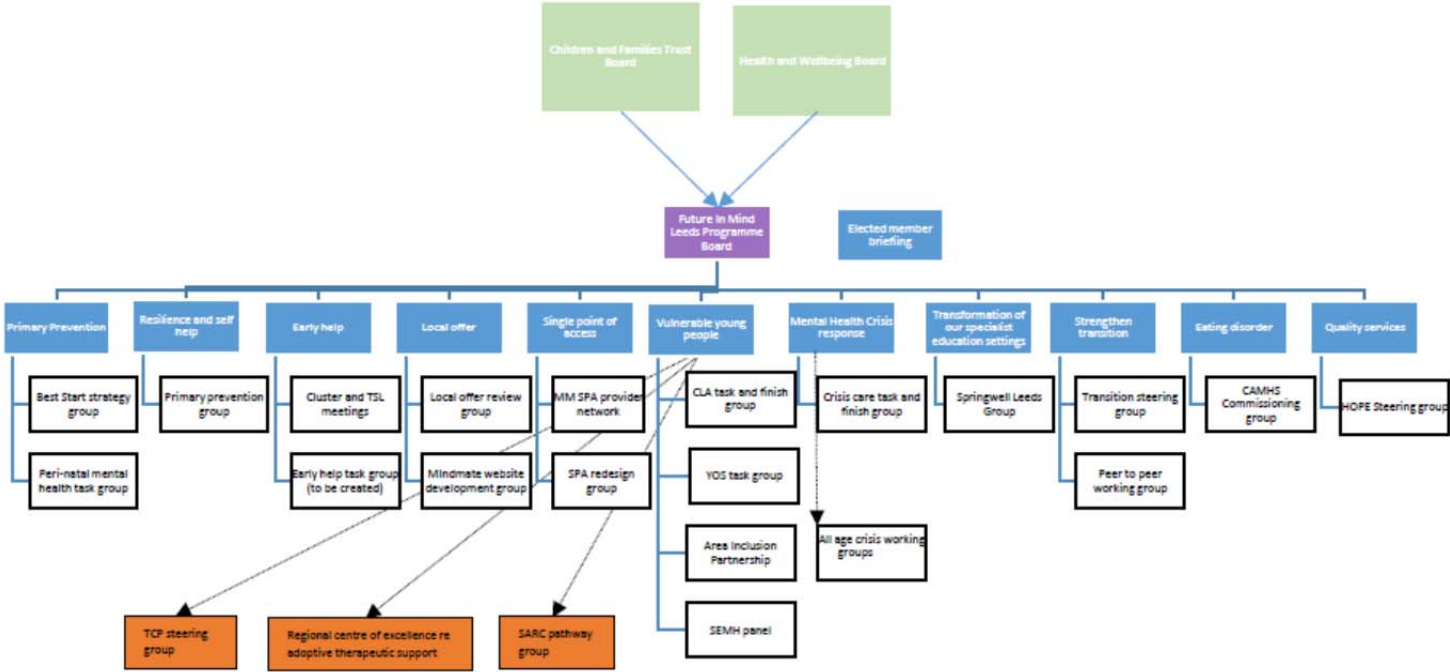 Children and Families Trust
Board
Health and Wellbeing Board
Future In Mind
Leeds Programme
Board
Elected member
briefiing
Primary Prevention
Resilience and self
help
Early help
Local offer
Single point of
access
Vulnerable young
people
Mental Health Crisis
response
Transformation of
our specialist
education settings
Strengthen
transition
Eating disorder
Quality services
Best Start strategy
group
Primary prevention
group
Cluster and TSL
meetings
Local offer review
group
MM SPA provider
network
CLA task and finish
group
Crisis care task and
finish group
Springwell Leeds
Group
Transition steering
group
CAMHS
Commissioning
group
HOPE Steering group
Peri-natal mental
health task group
Early help task group
(to be created)
MIndmate website
development group
SPA redesign
group
YOS task group
Peer to peer
working group
Area Inclusion
Partnership
All age crisis working
groups
SEMH panel
TCP steering
group
Regional centre of excellence re
adoptive therapeutic support
SARC pathway
group